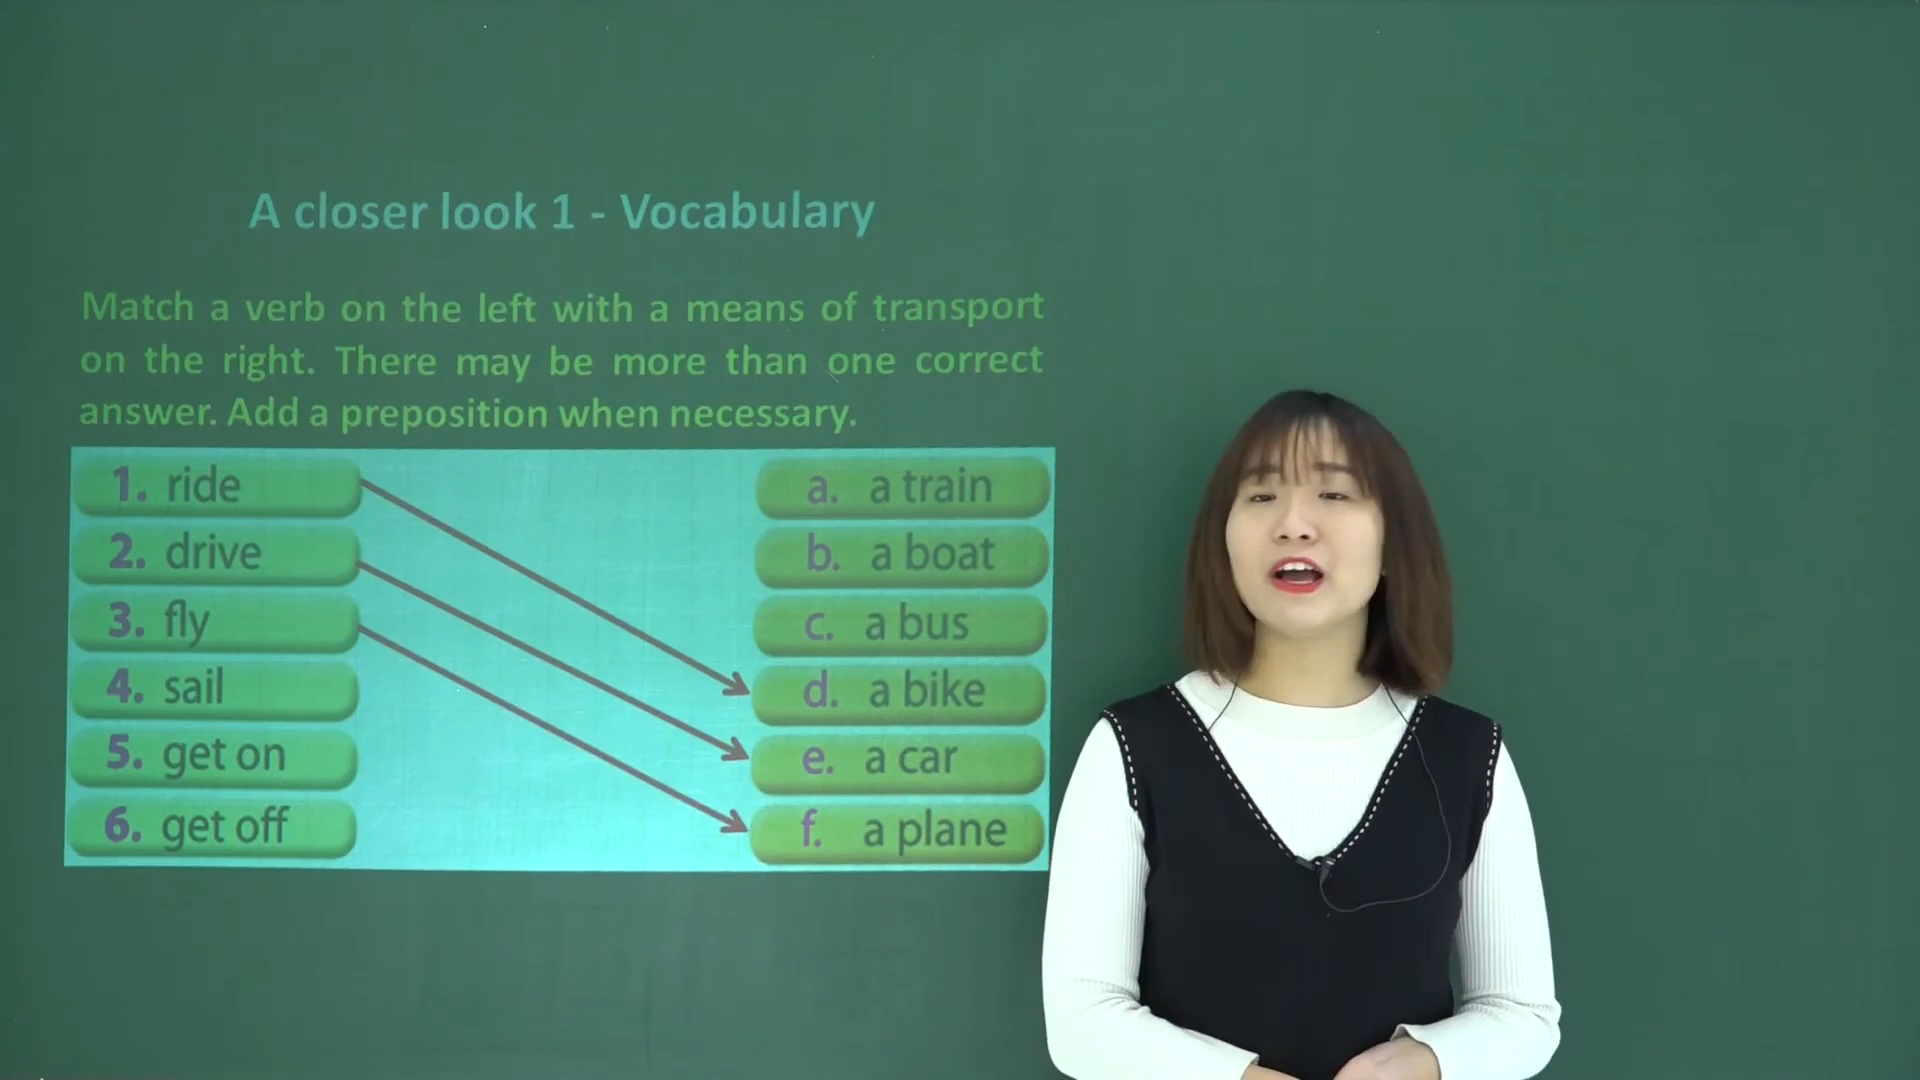 A closer look 1 - Vocabulary
Match a verb on the left with a means of transport
on the right. There may be more than one correct
answer. Add a preposition when necessary.
1. ride
2. drive
3. fly
4. sail
5. get on
6. get off
a. a train
b. a boat
c. a bus
d. a bike
e. a car
f. a plane